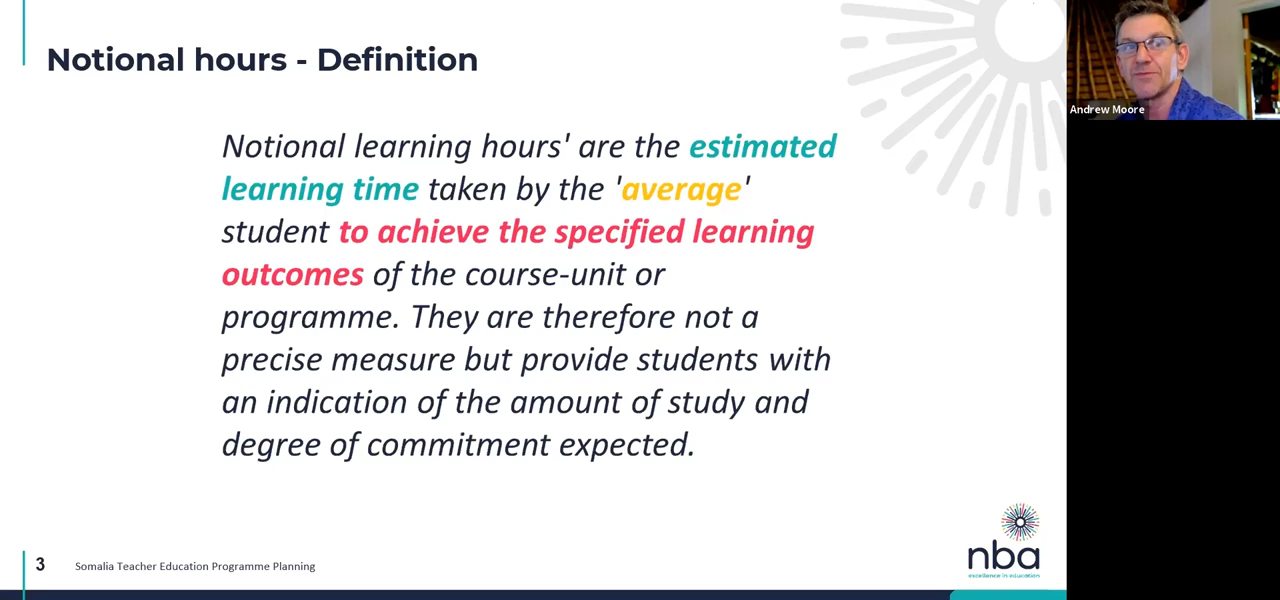 Notional hours - Definition
Notional learning hours' are the estimated
learning time taken by the 'average'
student to achieve the specified learning
outcomes of the course-unit or
programme. They are therefore not a
precise measure but provide students with
an indication of the amount of study and
degree of commitment expected.
3
Somalia Teacher Education Programme Planning
nba
excellence in education
Andrew Moore